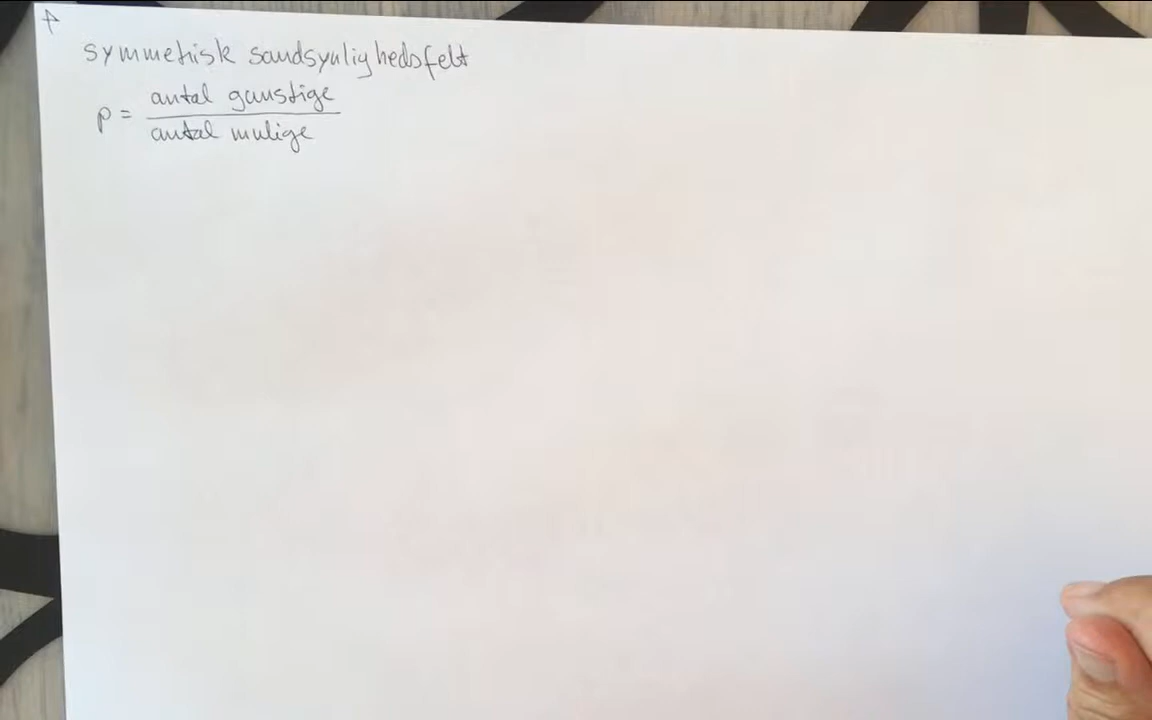 symmetrisk sandsynlighedsfelt
p = antal gunstige
antal mulige